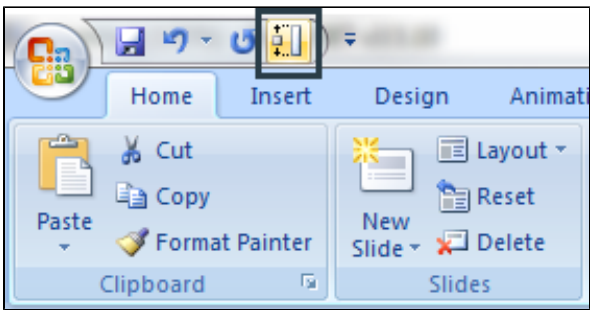 Home Insert Design Animati
Cut
Copy
Format Painter
Paste
Clipboard
Layout
Reset
Delete
New
Slide
Slides